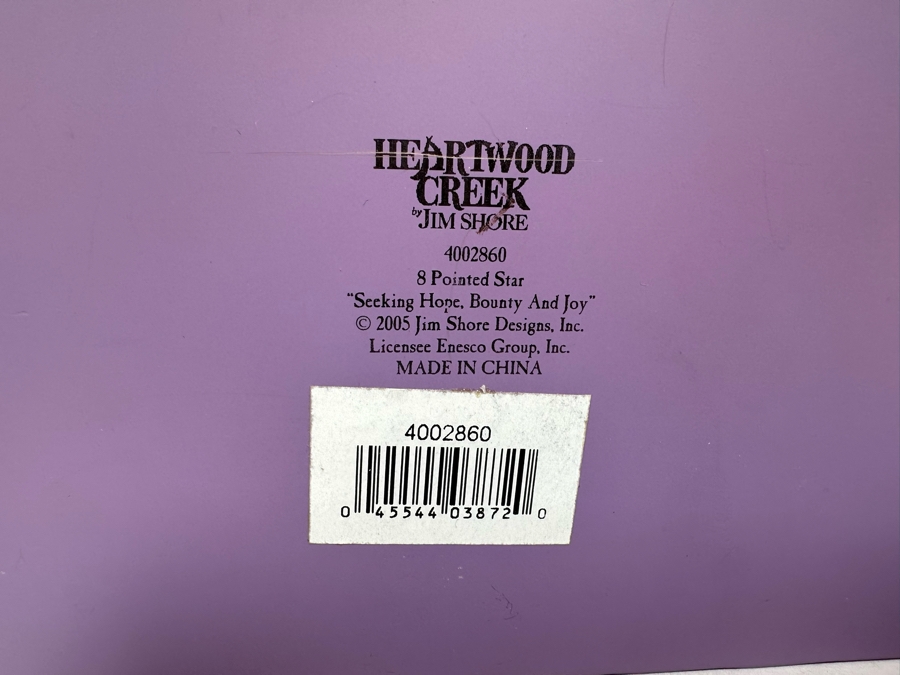 HEARTWOOD
CREEK
by JIM SHORE
4002860
8 Pointed Star
"Seeking Hope, Bounty And Joy"
© 2005 Jim Shore Designs, Inc.
Licensee Enesco Group, Inc.
MADE IN CHINA
4002860
0 45544 03872 0